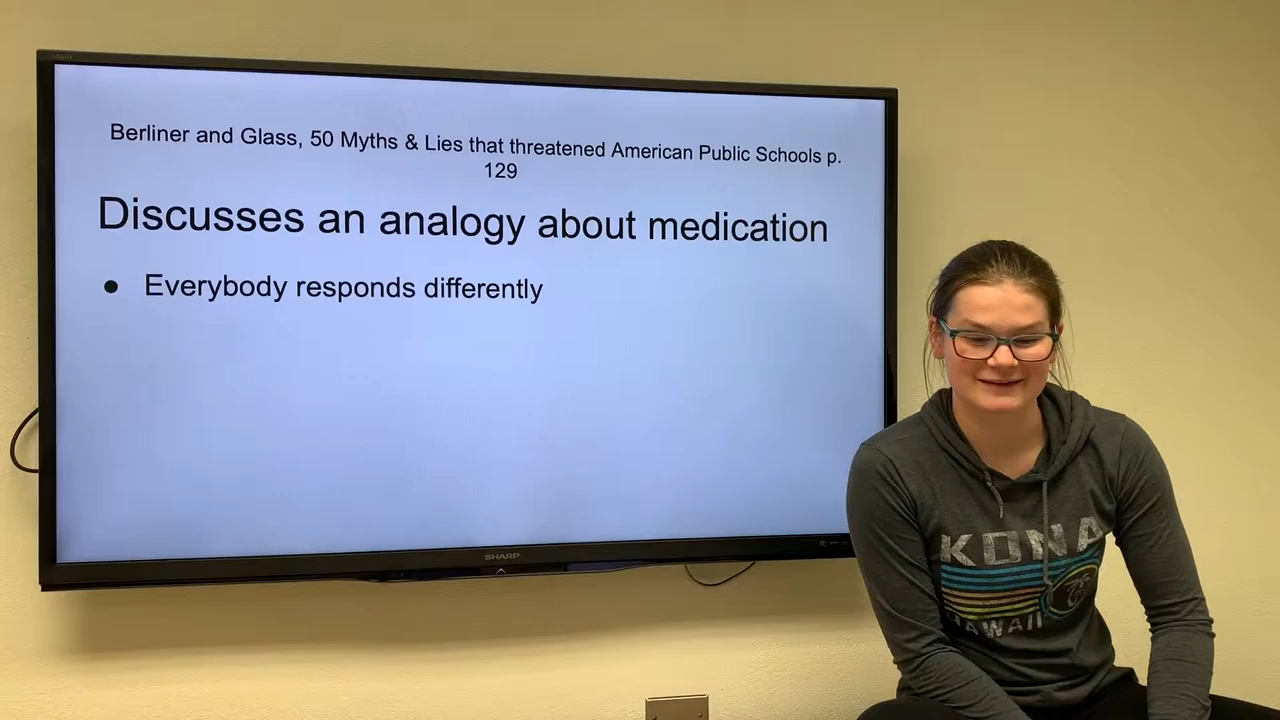 Berliner and Glass, 50 Myths & Lies that threatened American Public Schools p.
129
Discusses an analogy about medication
● Everybody responds differently
SHARP
KONA
HAWAII